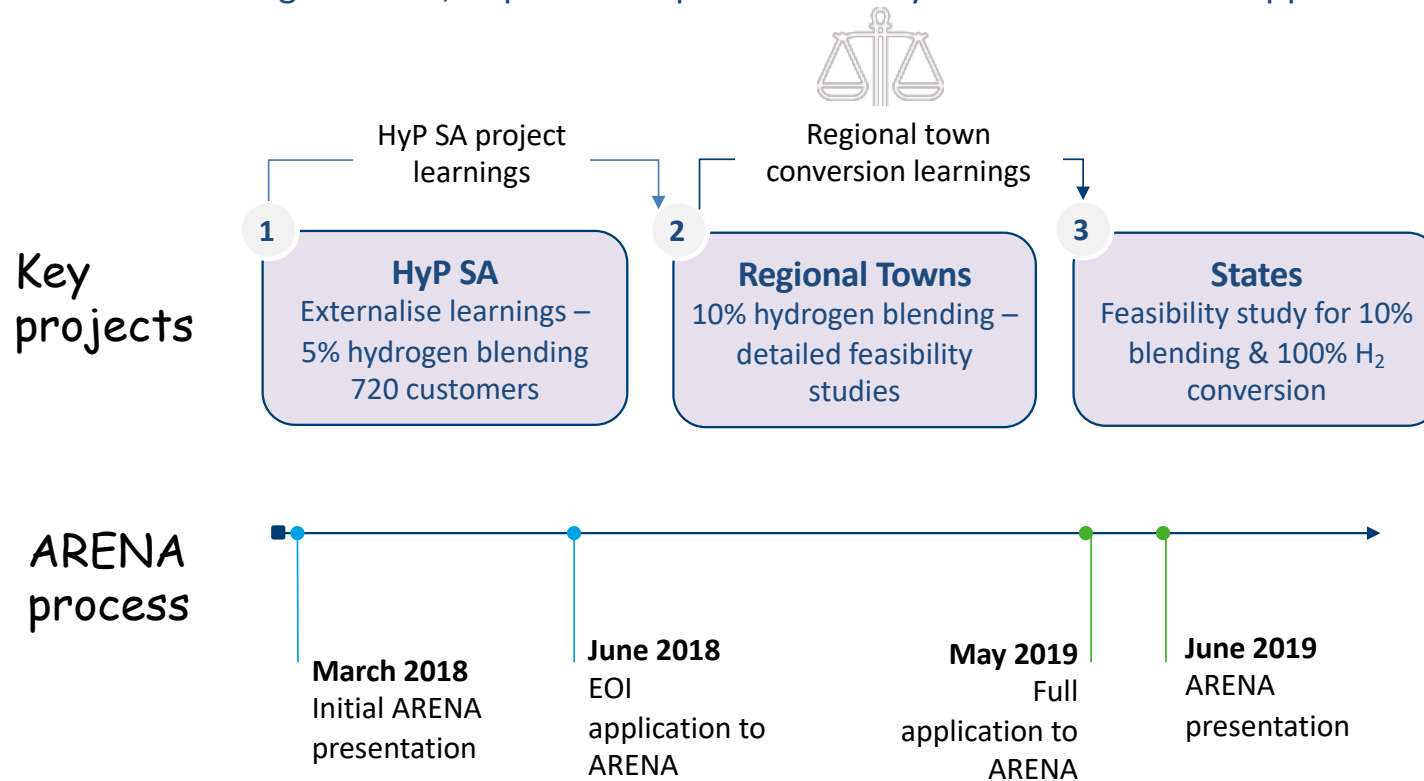 HyP SA project
learnings
Regional town
conversion learnings
1
2
3
Key
projects
HyP SA
Externalise learnings –
5% hydrogen blending
720 customers
Regional Towns
10% hydrogen blending –
detailed feasibility
studies
States
Feasibility study for 10%
blending & 100% H₂
conversion
ARENA
process
March 2018
Initial ARENA
presentation
June 2018
EOI
application to
ARENA
May 2019
Full
application to
ARENA
June 2019
ARENA
presentation